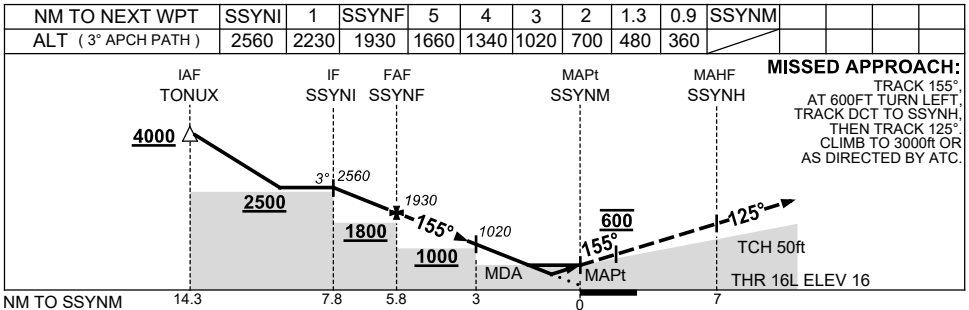 NM TO NEXT WPT SSYNI 1 SSYNF 5 4 3 2 1.3 0.9 SSYNM
ALT ( 3° APCH PATH ) 2560 2230 1930 1660 1340 1020 700 480 360
MISSED APPROACH:
TRACK 155°,
AT 600FT TURN LEFT,
TRACK DCT TO SSYNH,
THEN TRACK 125°.
CLIMB TO 3000ft OR
AS DIRECTED BY ATC.
IAF IF FAF MAPt MAHF
TONUX SSYNI SSYNF SSYNM SSYNH
4000
3° 2560
2500
1930
1800
155°
1020
1000
MDA
MAPt
155°
600
125°
TCH 50ft
THR 16L ELEV 16
NM TO SSYNM 14.3 7.8 5.8 3 0 7